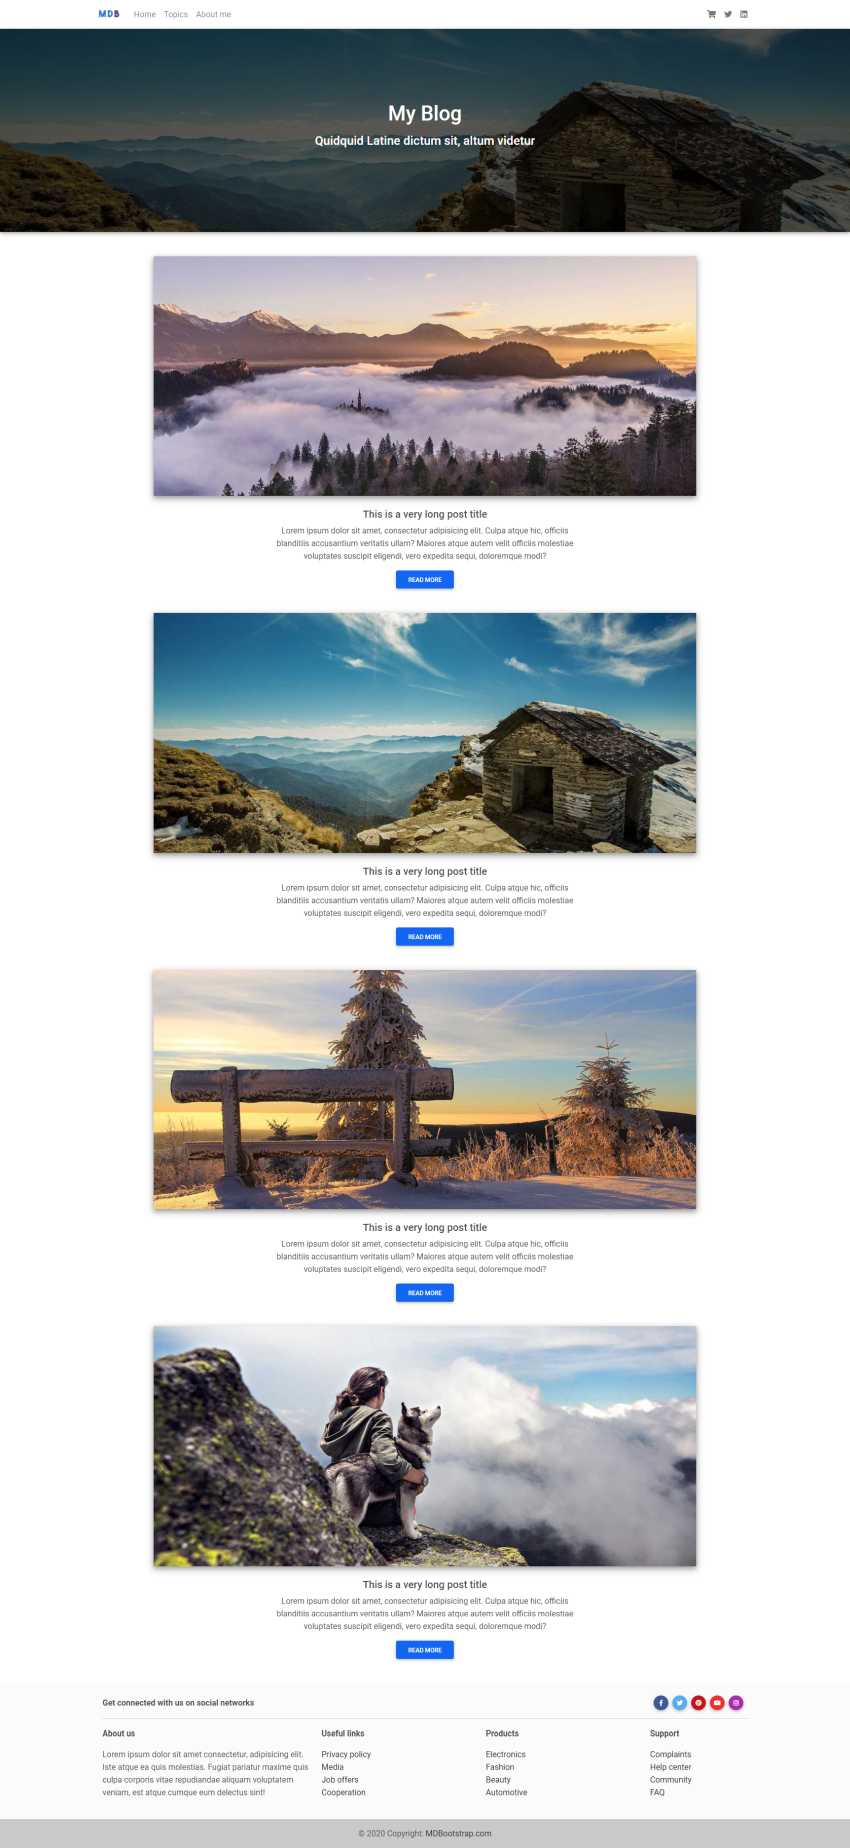 MDB Home Topics About me
My Blog
Quidquid Latine dictum sit, altum videtur
This is a very long post title
Lorem ipsum dolor sit amet, consectetur adipisicing elit. Culpa atque hic, officiis
blanditiis accusantium veritatis ullam? Maiores atque autem velit officiis molestiae
voluptates suscipit eligendi, vero expedita sequi, doloremque modi?
READ MORE
This is a very long post title
Lorem ipsum dolor sit amet, consectetur adipisicing elit. Culpa atque hic, officiis
blanditiis accusantium veritatis ullam? Maiores atque autem velit officiis molestiae
voluptates suscipit eligendi, vero expedita sequi, doloremque modi?
READ MORE
This is a very long post title
Lorem ipsum dolor sit amet, consectetur adipisicing elit. Culpa atque hic, officiis
blanditiis accusantium veritatis ullam? Maiores atque autem velit officiis molestiae
voluptates suscipit eligendi, vero expedita sequi, doloremque modi?
READ MORE
This is a very long post title
Lorem ipsum dolor sit amet, consectetur adipisicing elit. Culpa atque hic, officiis
blanditiis accusantium veritatis ullam? Maiores atque autem velit officiis molestiae
voluptates suscipit eligendi, vero expedita sequi, doloremque modi?
READ MORE
Get connected with us on social networks
About us
Lorem ipsum dolor sit amet consectetur, adipisicing elit.
Iste atque ea quis molestias. Fugiat pariatur maxime quis
culpa corporis vitae repudiandae aliquam voluptatem
veniam, est atque cumque eum delectus sint!
Useful links
Privacy policy
Media
Job offers
Cooperation
Products
Electronics
Fashion
Beauty
Automotive
Support
Complaints
Help center
Community
FAQ
© 2020 Copyright: MDBootstrap.com